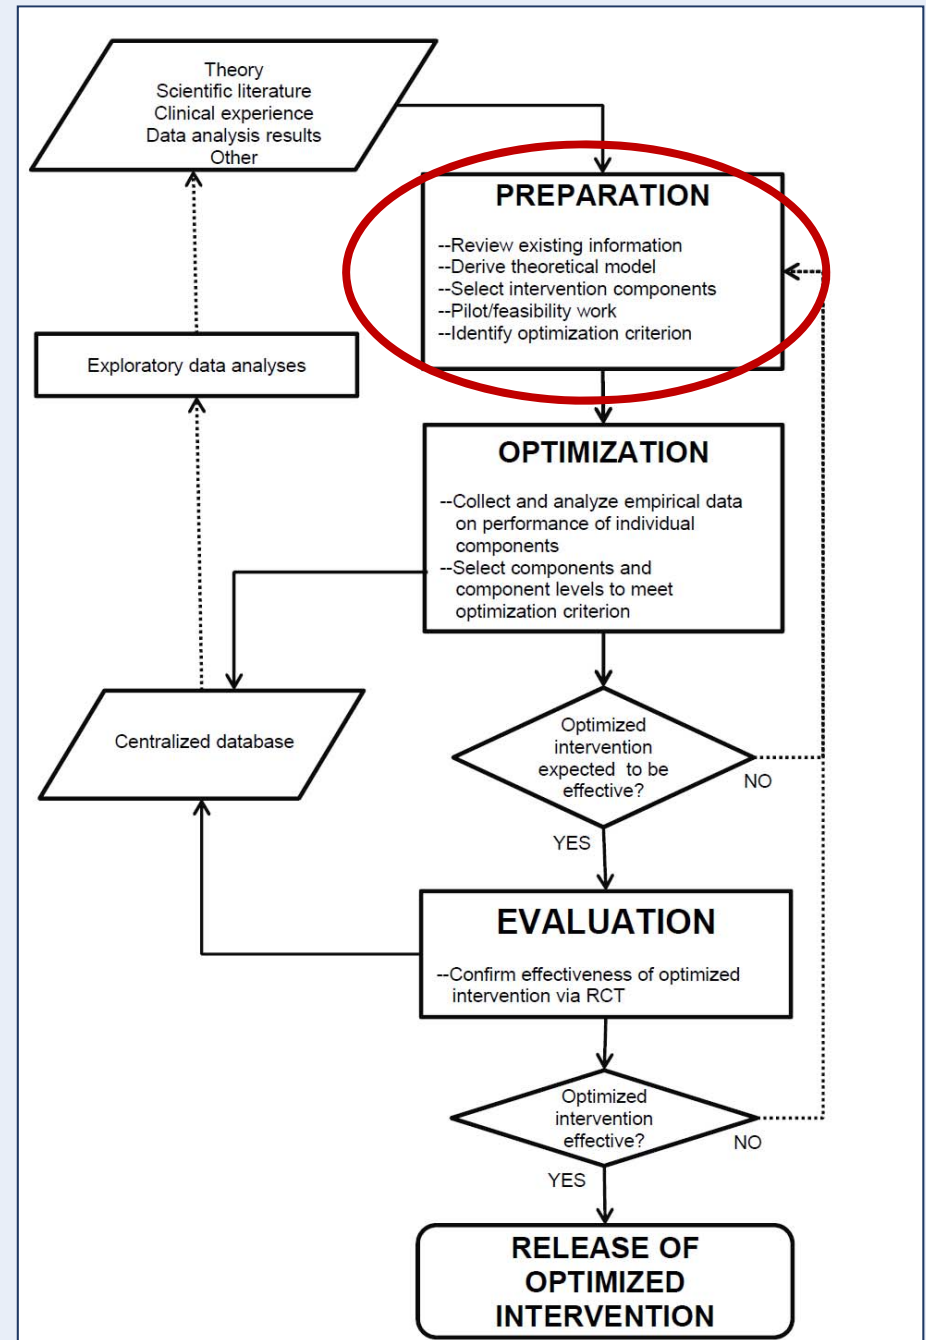 Theory
Scientific literature
Clinical experience
Data analysis results
Other
PREPARATION
--Review existing information
--Derive theoretical model
--Select intervention components
--Pilot/feasibility work
--Identify optimization criterion
Exploratory data analyses
OPTIMIZATION
--Collect and analyze empirical data
on performance of individual
components
--Select components and
component levels to meet
optimization criterion
Optimized
intervention
expected to be
effective?
NO
Centralized database
YES
EVALUATION
--Confirm effectiveness of optimized
intervention via RCT
Optimized
intervention
effective?
NO
YES
RELEASE OF
OPTIMIZED
INTERVENTION